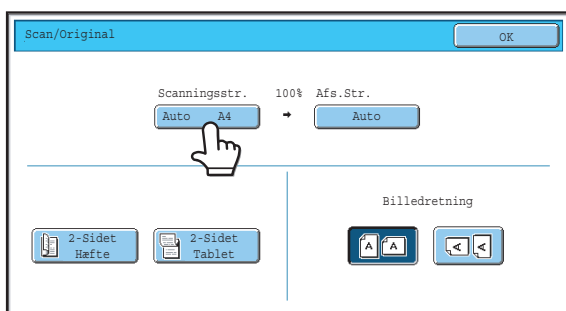 Scan/Original
OK
Scanningsstr. 100% Afs.Str.
Auto A4 → Auto
Billedretning
2-Sidet
Hæfte
2-Sidet
Tablet
A A A A